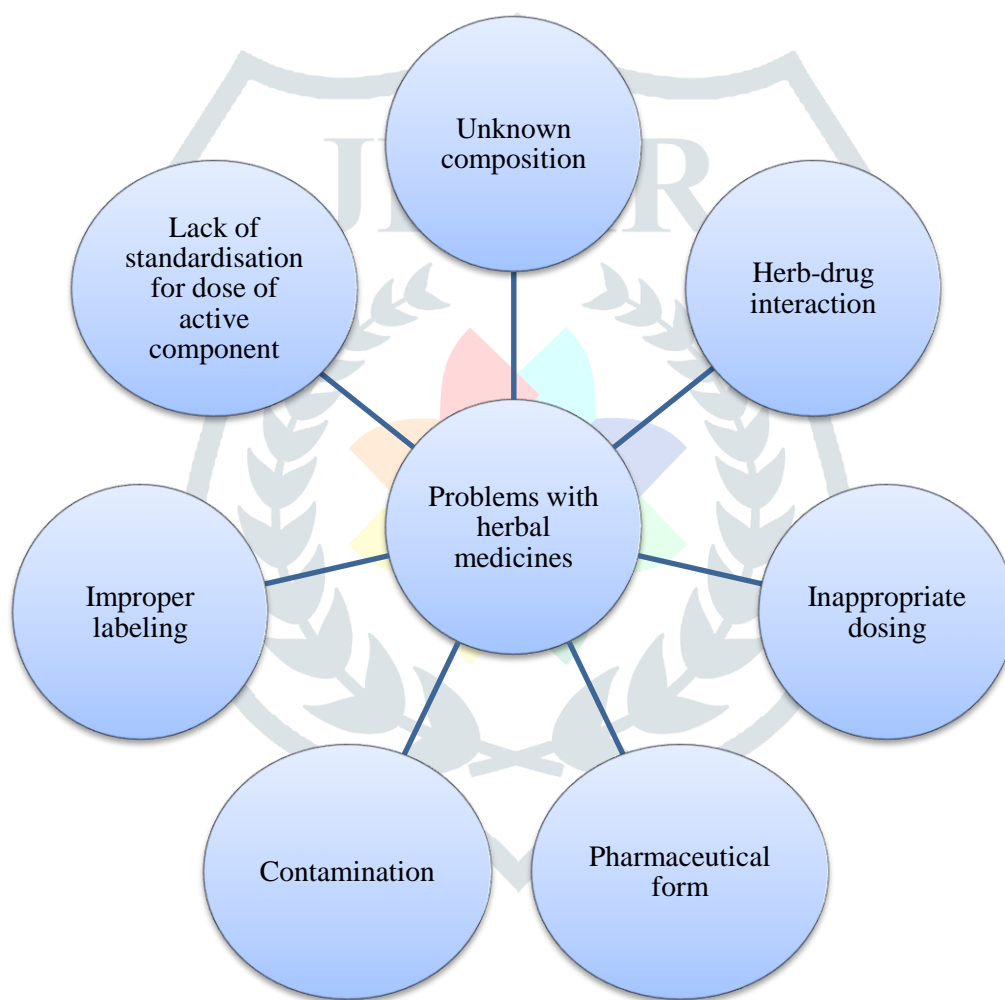 Unknown
composition
Herb-drug
interaction
Inappropriate
dosing
Pharmaceutical
form
Contamination
Improper
labeling
Lack of
standardisation
for dose of
active
component
Problems with
herbal
medicines